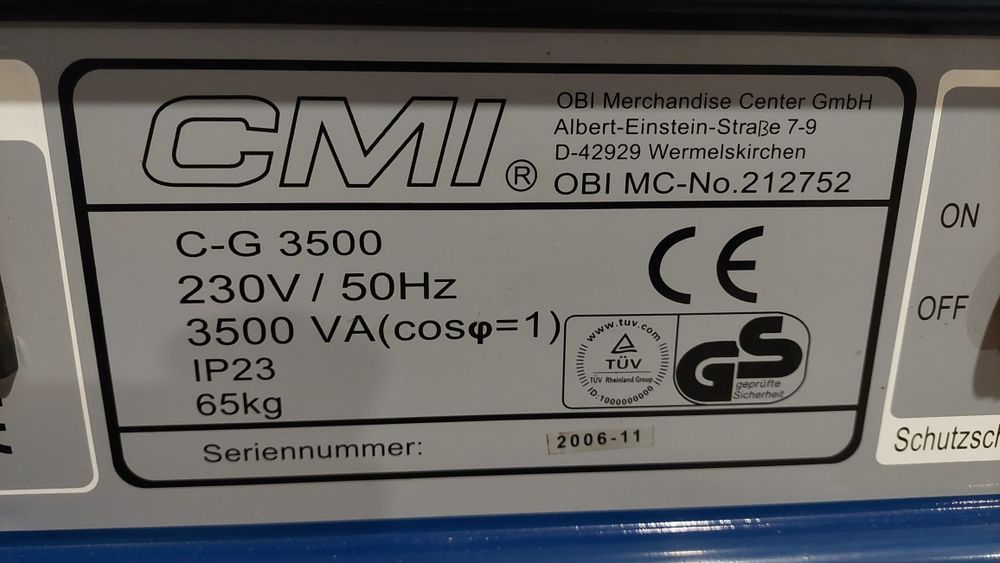 CMI®
OBI Merchandise Center GmbH
Albert-Einstein-Straße 7-9
D-42929 Wermelskirchen
OBI MC-No.212752
C-G 3500
230V / 50Hz
3500 VA(cosφ=1)
IP23
65kg
CE
www.tuv.com
TÜV
TÜV Rheinland Group
ID:1000000000
GS
geprüfte
Sicherheit
Seriennummer:
2006-11
ON
OFF